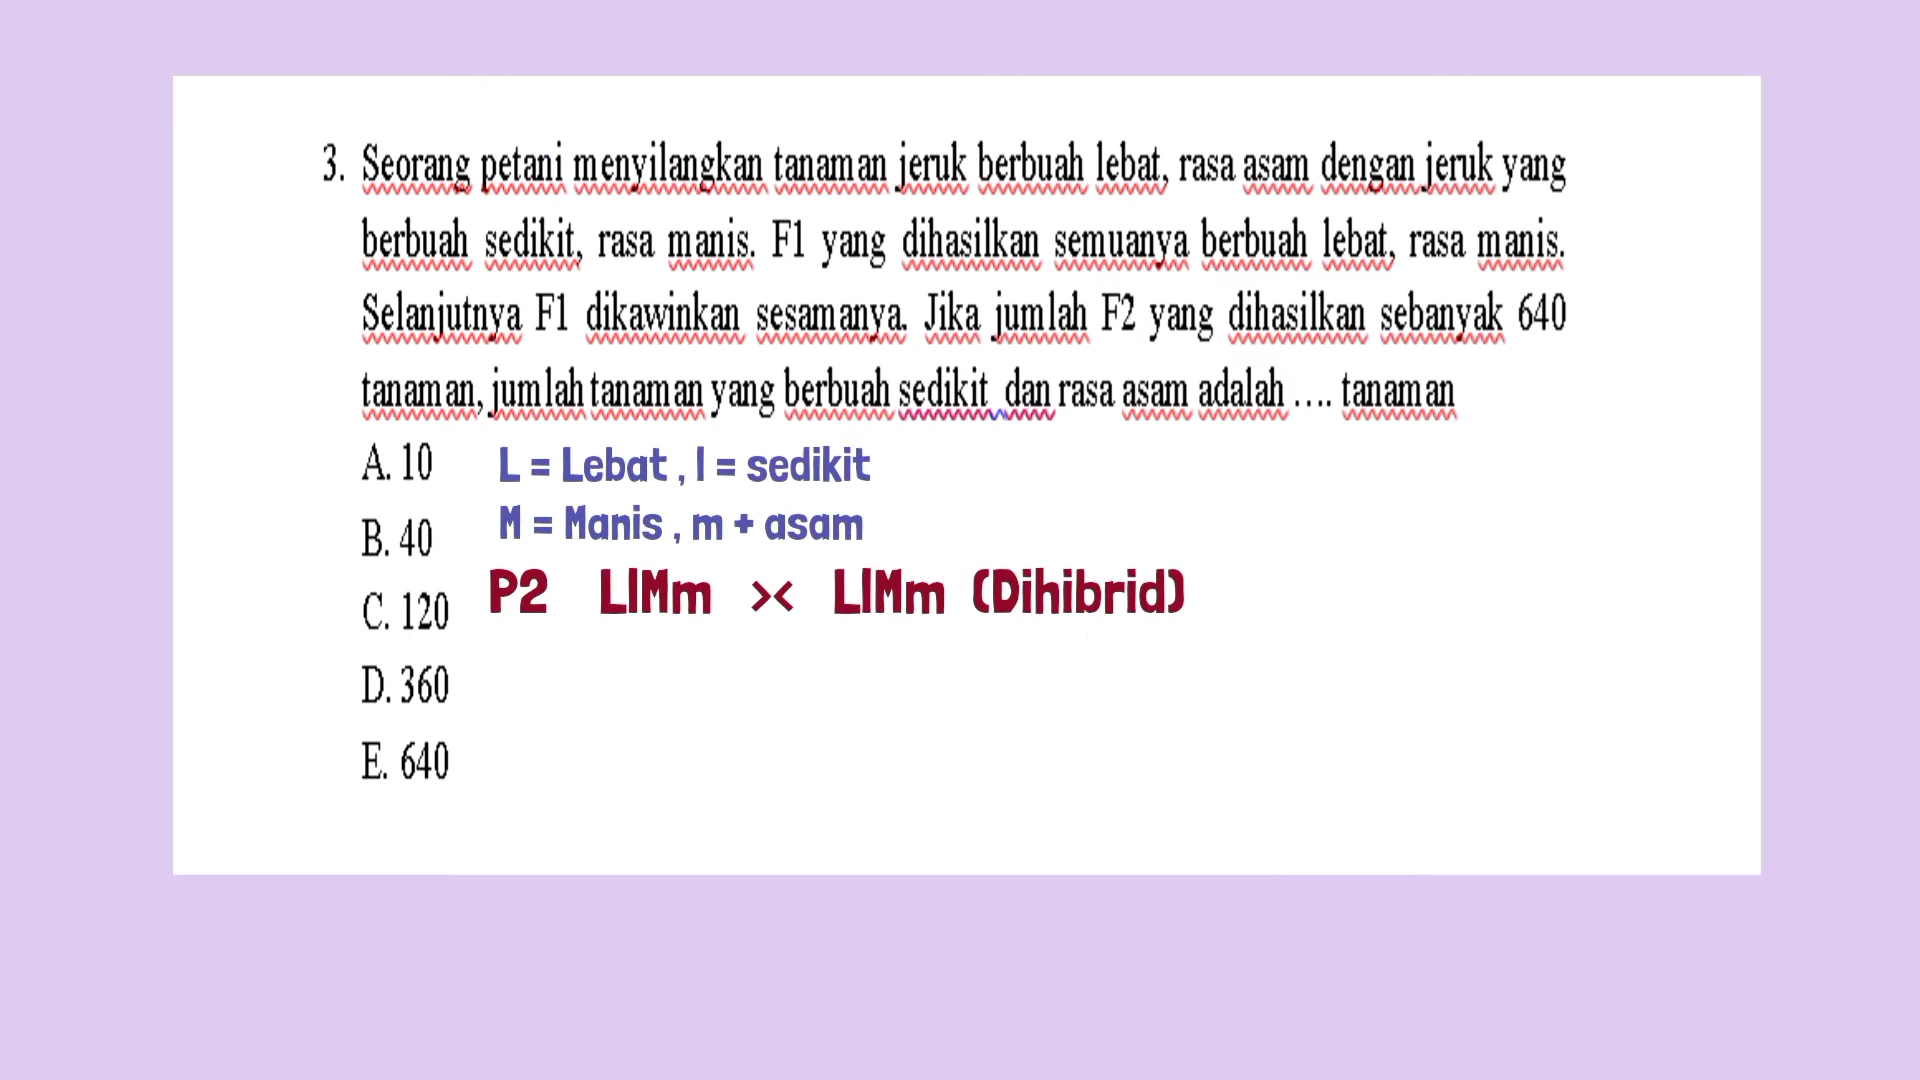 3. Seorang petani menyilangkan tanaman jeruk berbuah lebat, rasa asam dengan jeruk yang
berbuah sedikit, rasa manis. F1 yang dihasilkan semuanya berbuah lebat, rasa manis.
Selanjutnya F1 dikawinkan sesamanya. Jika jumlah F2 yang dihasilkan sebanyak 640
tanaman, jumlah tanaman yang berbuah sedikit dan rasa asam adalah .... tanaman
A. 10
L = Lebat , l = sedikit
B. 40
M = Manis , m + asam
C. 120
P2 LlMm >< LlMm (Dihibrid)
D. 360
E. 640